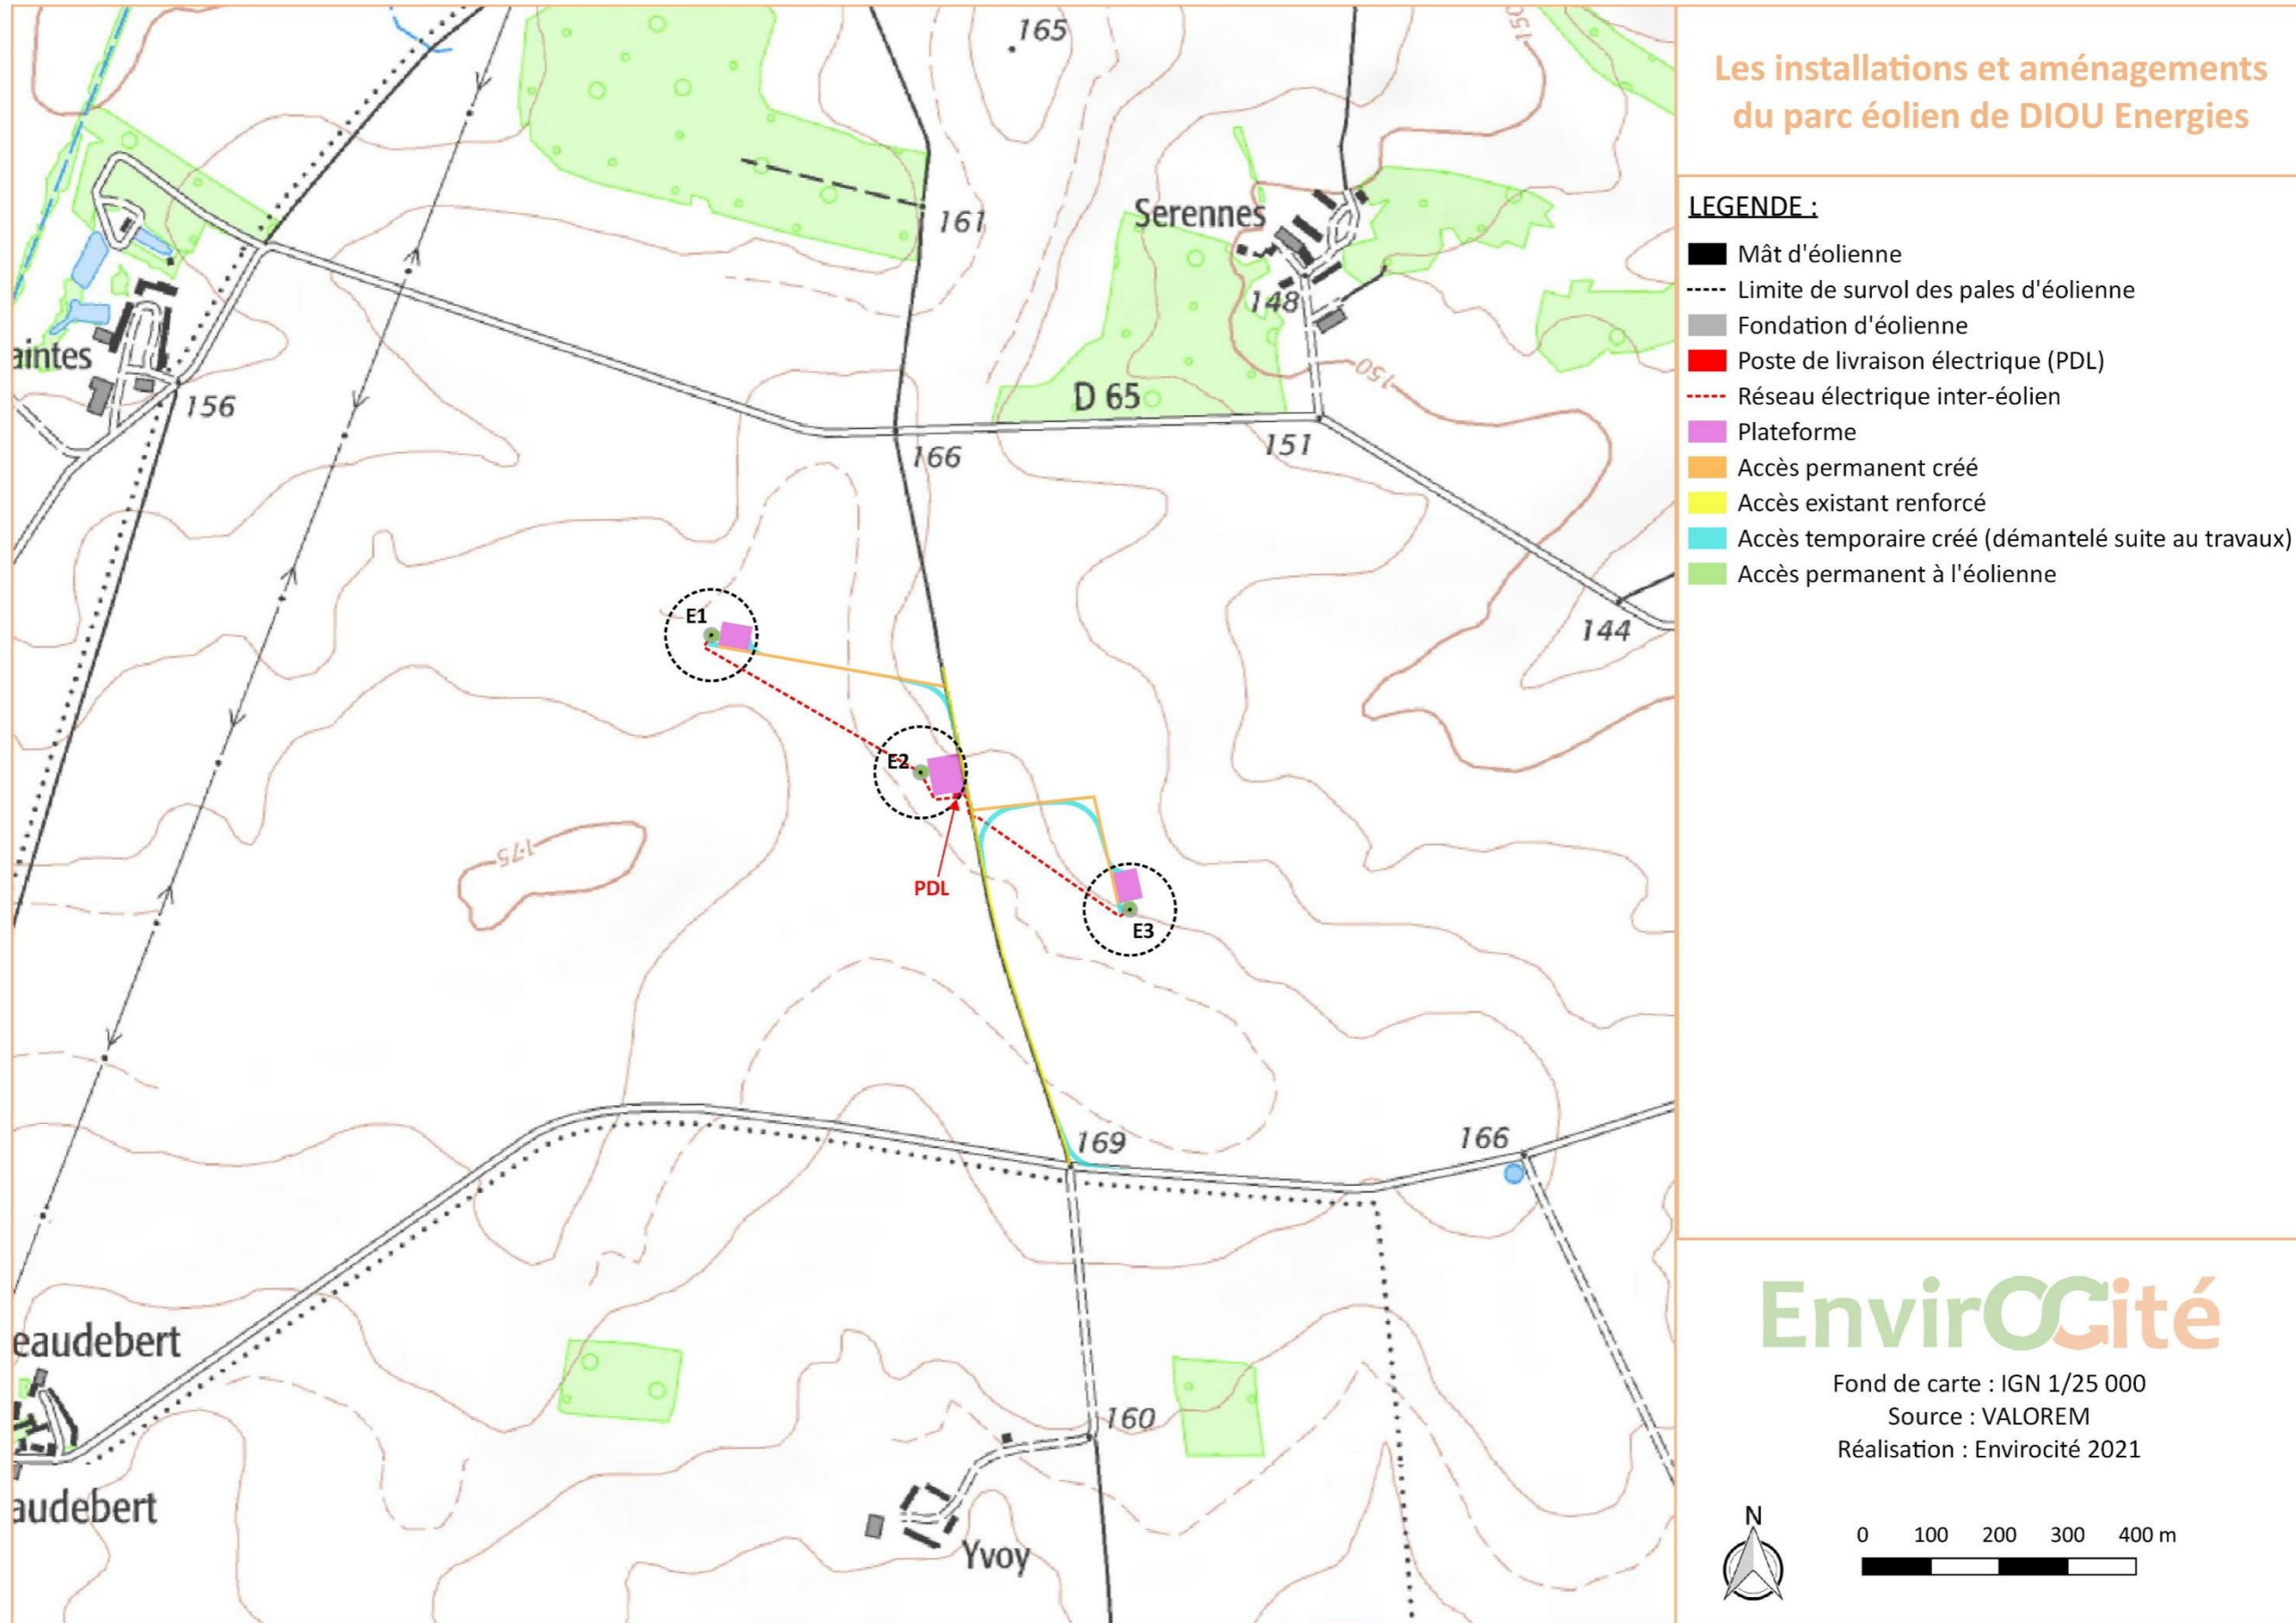 Les installations et aménagements
du parc éolien de DIOU Energies
LEGENDE :
Mât d'éolienne
Limite de survol des pales d'éolienne
Fondation d'éolienne
Poste de livraison électrique (PDL)
Réseau électrique inter-éolien
Plateforme
Accès permanent créé
Accès existant renforcé
Accès temporaire créé (démantelé suite au travaux)
Accès permanent à l'éolienne
165
150
161
Serennes
148
aintes
156
D 65
150
166
151
144
E1
E2
175
PDL
E3
169
166
eaudebert
160
audebert
Yvoy
EnvirOCité
Fond de carte : IGN 1/25 000
Source : VALOREM
Réalisation : Envirocité 2021
N
0 100 200 300 400 m